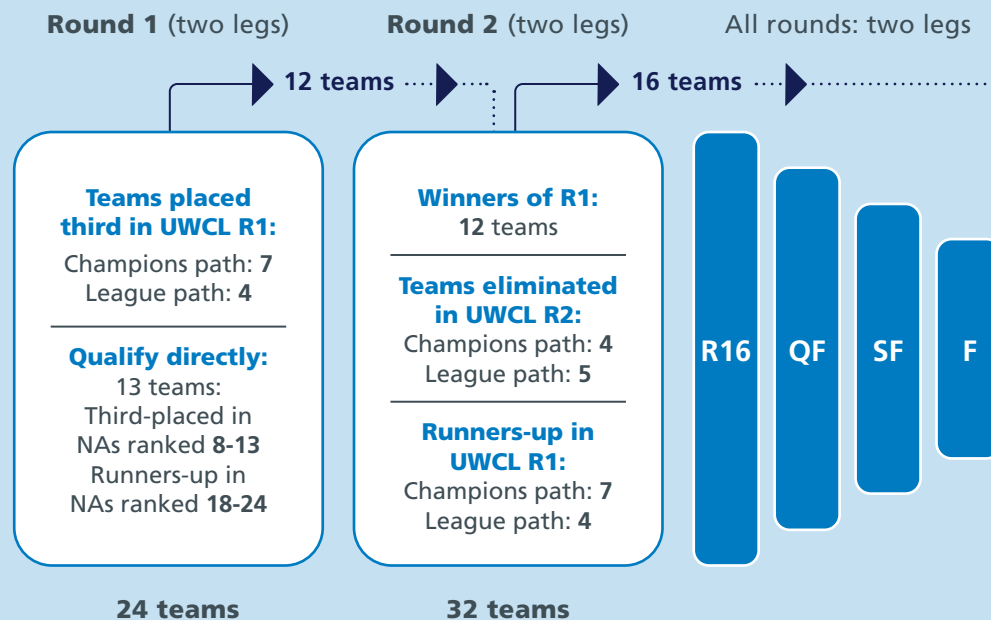 Round 1 (two legs)
Round 2 (two legs)
All rounds: two legs
12 teams
16 teams
Teams placed
third in UWCL R1:
Champions path: 7
League path: 4
Qualify directly:
13 teams:
Third-placed in
NAs ranked 8-13
Runners-up in
NAs ranked 18-24
24 teams
Winners of R1:
12 teams
Teams eliminated
in UWCL R2:
Champions path: 4
League path: 5
Runners-up in
UWCL R1:
Champions path: 7
League path: 4
32 teams
R16
QF
SF
F